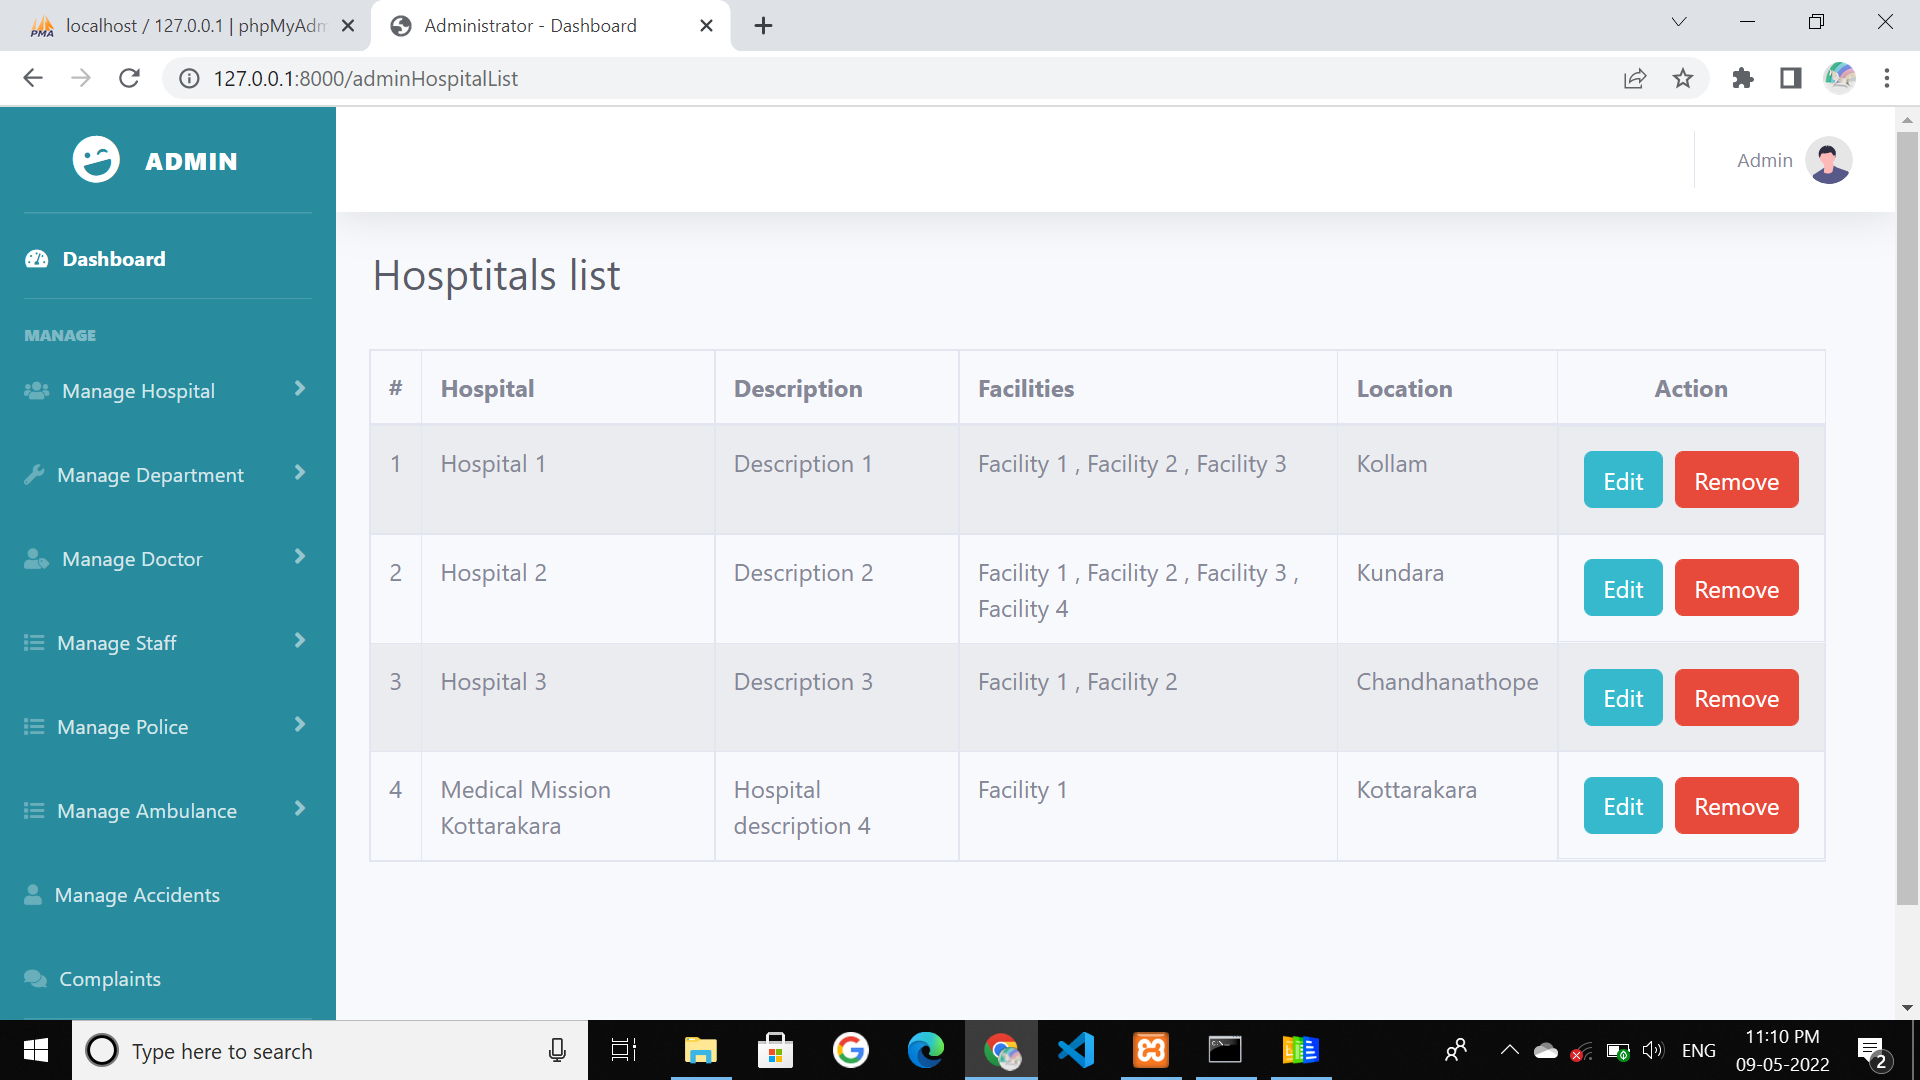 localhost / 127.0.0.1 | phpMyAdm
Administrator - Dashboard
127.0.0.1:8000/adminHospitalList
ADMIN
Admin
Dashboard
MANAGE
Manage Hospital
Manage Department
Manage Doctor
Manage Staff
Manage Police
Manage Ambulance
Manage Accidents
Complaints
Hosptitals list
# Hospital Description Facilities Location Action
1 Hospital 1 Description 1 Facility 1 , Facility 2 , Facility 3 Kollam Edit Remove
2 Hospital 2 Description 2 Facility 1 , Facility 2 , Facility 3 , Kundara Edit Remove
Facility 4
3 Hospital 3 Description 3 Facility 1 , Facility 2 Chandhanathope Edit Remove
4 Medical Mission Hospital Facility 1 Kottarakara Edit Remove
Kottarakara description 4
Type here to search
ENG
11:10 PM
09-05-2022
2